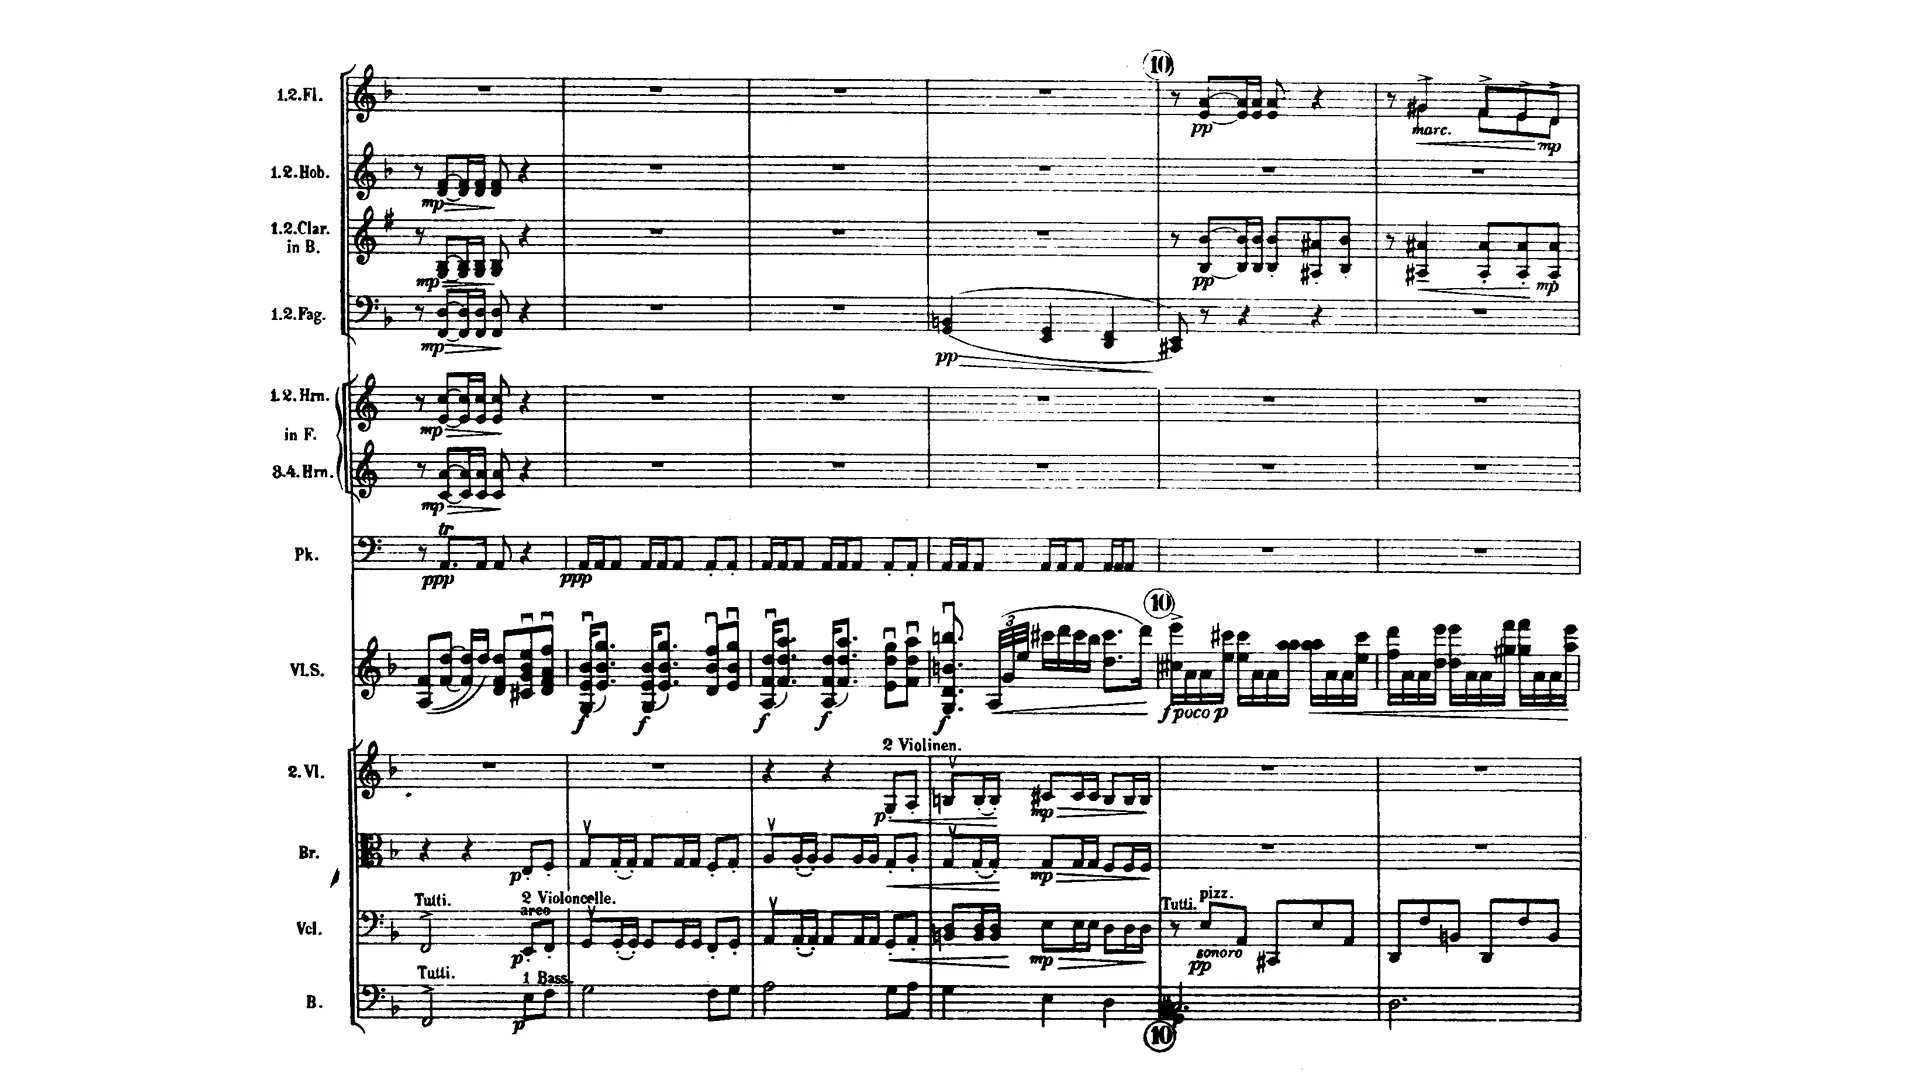 10
1.2.Fl.
pp
marc.
mp
1.2.Hob.
mp
1.2.Clar.
in B.
mp
pp
mp
1.2.Fag.
mp
pp
1.2. Hrn.
mp
in F.
3.4. Hrn.
mp
tr
Pk.
ppp
ppp
10
3
Vl.S.
f
f
f
f
f
f poco p
2 Violinen.
2. Vl.
p
mp
Br.
p
mp
Tutti.
2 Violoncelle.
arco
Tutti.
pizz.
Vcl.
p
mp
sonoro
pp
Tutti.
1 Bass.
B.
p
10